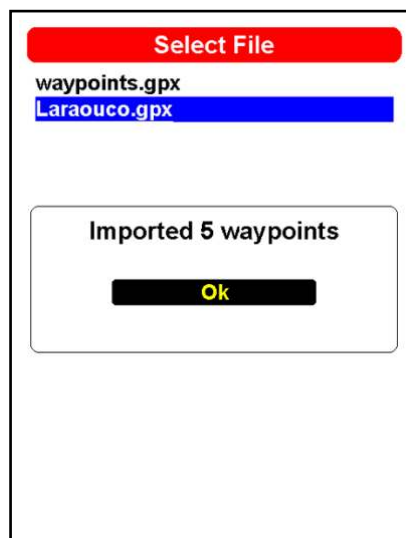 Select File
waypoints.gpx
Laraouco.gpx
Imported 5 waypoints
Ok